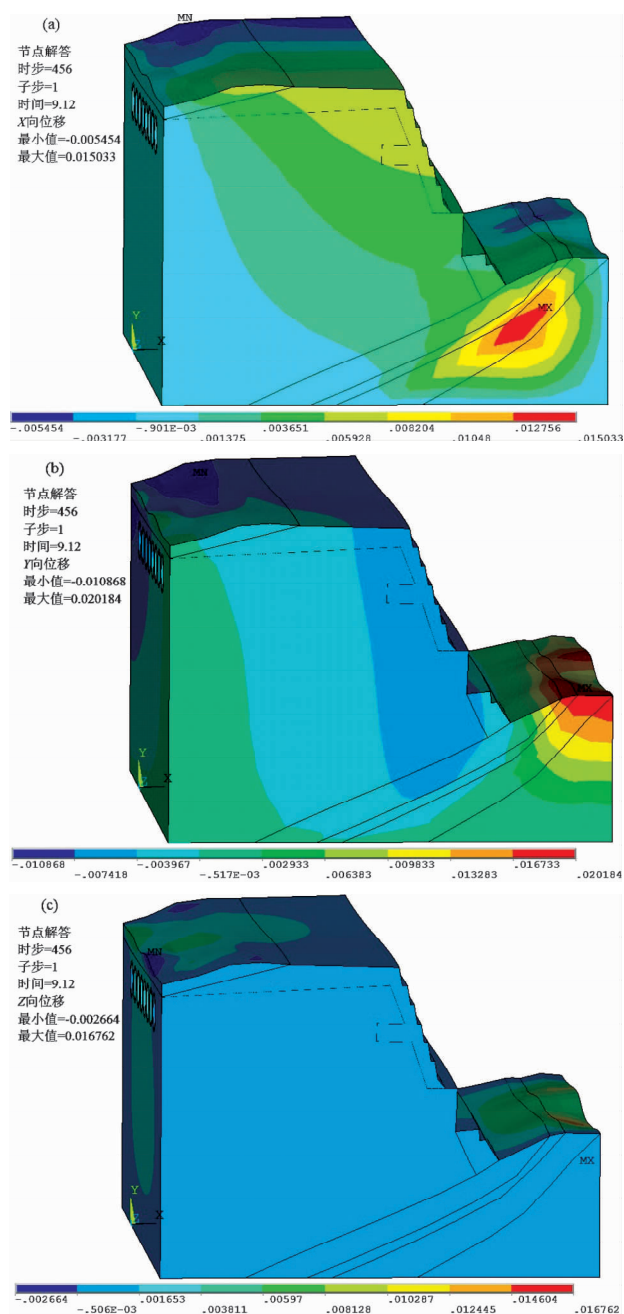 (a)
MN
节点解答
时步=456
子步=1
时间=9.12
X向位移
最小值=-0.005454
最大值=0.015033
MX
Y
X
-.005454
-.003177
-.901E-03
.001375
.003651
.005928
.008204
.01048
.012756
.015033
(b)
MN
节点解答
时步=456
子步=1
时间=9.12
Y向位移
最小值=-0.010868
最大值=0.020184
MX
Y
X
-.010868
-.007418
-.003967
-.517E-03
.002933
.006383
.009833
.013283
.016733
.020184
(c)
节点解答
MN
时步=456
子步=1
时间=9.12
Z向位移
最小值=-0.002664
最大值=0.016762
MX
Y
X
-.002664
-.506E-03
.001653
.003811
.00597
.008128
.010287
.012445
.014604
.016762